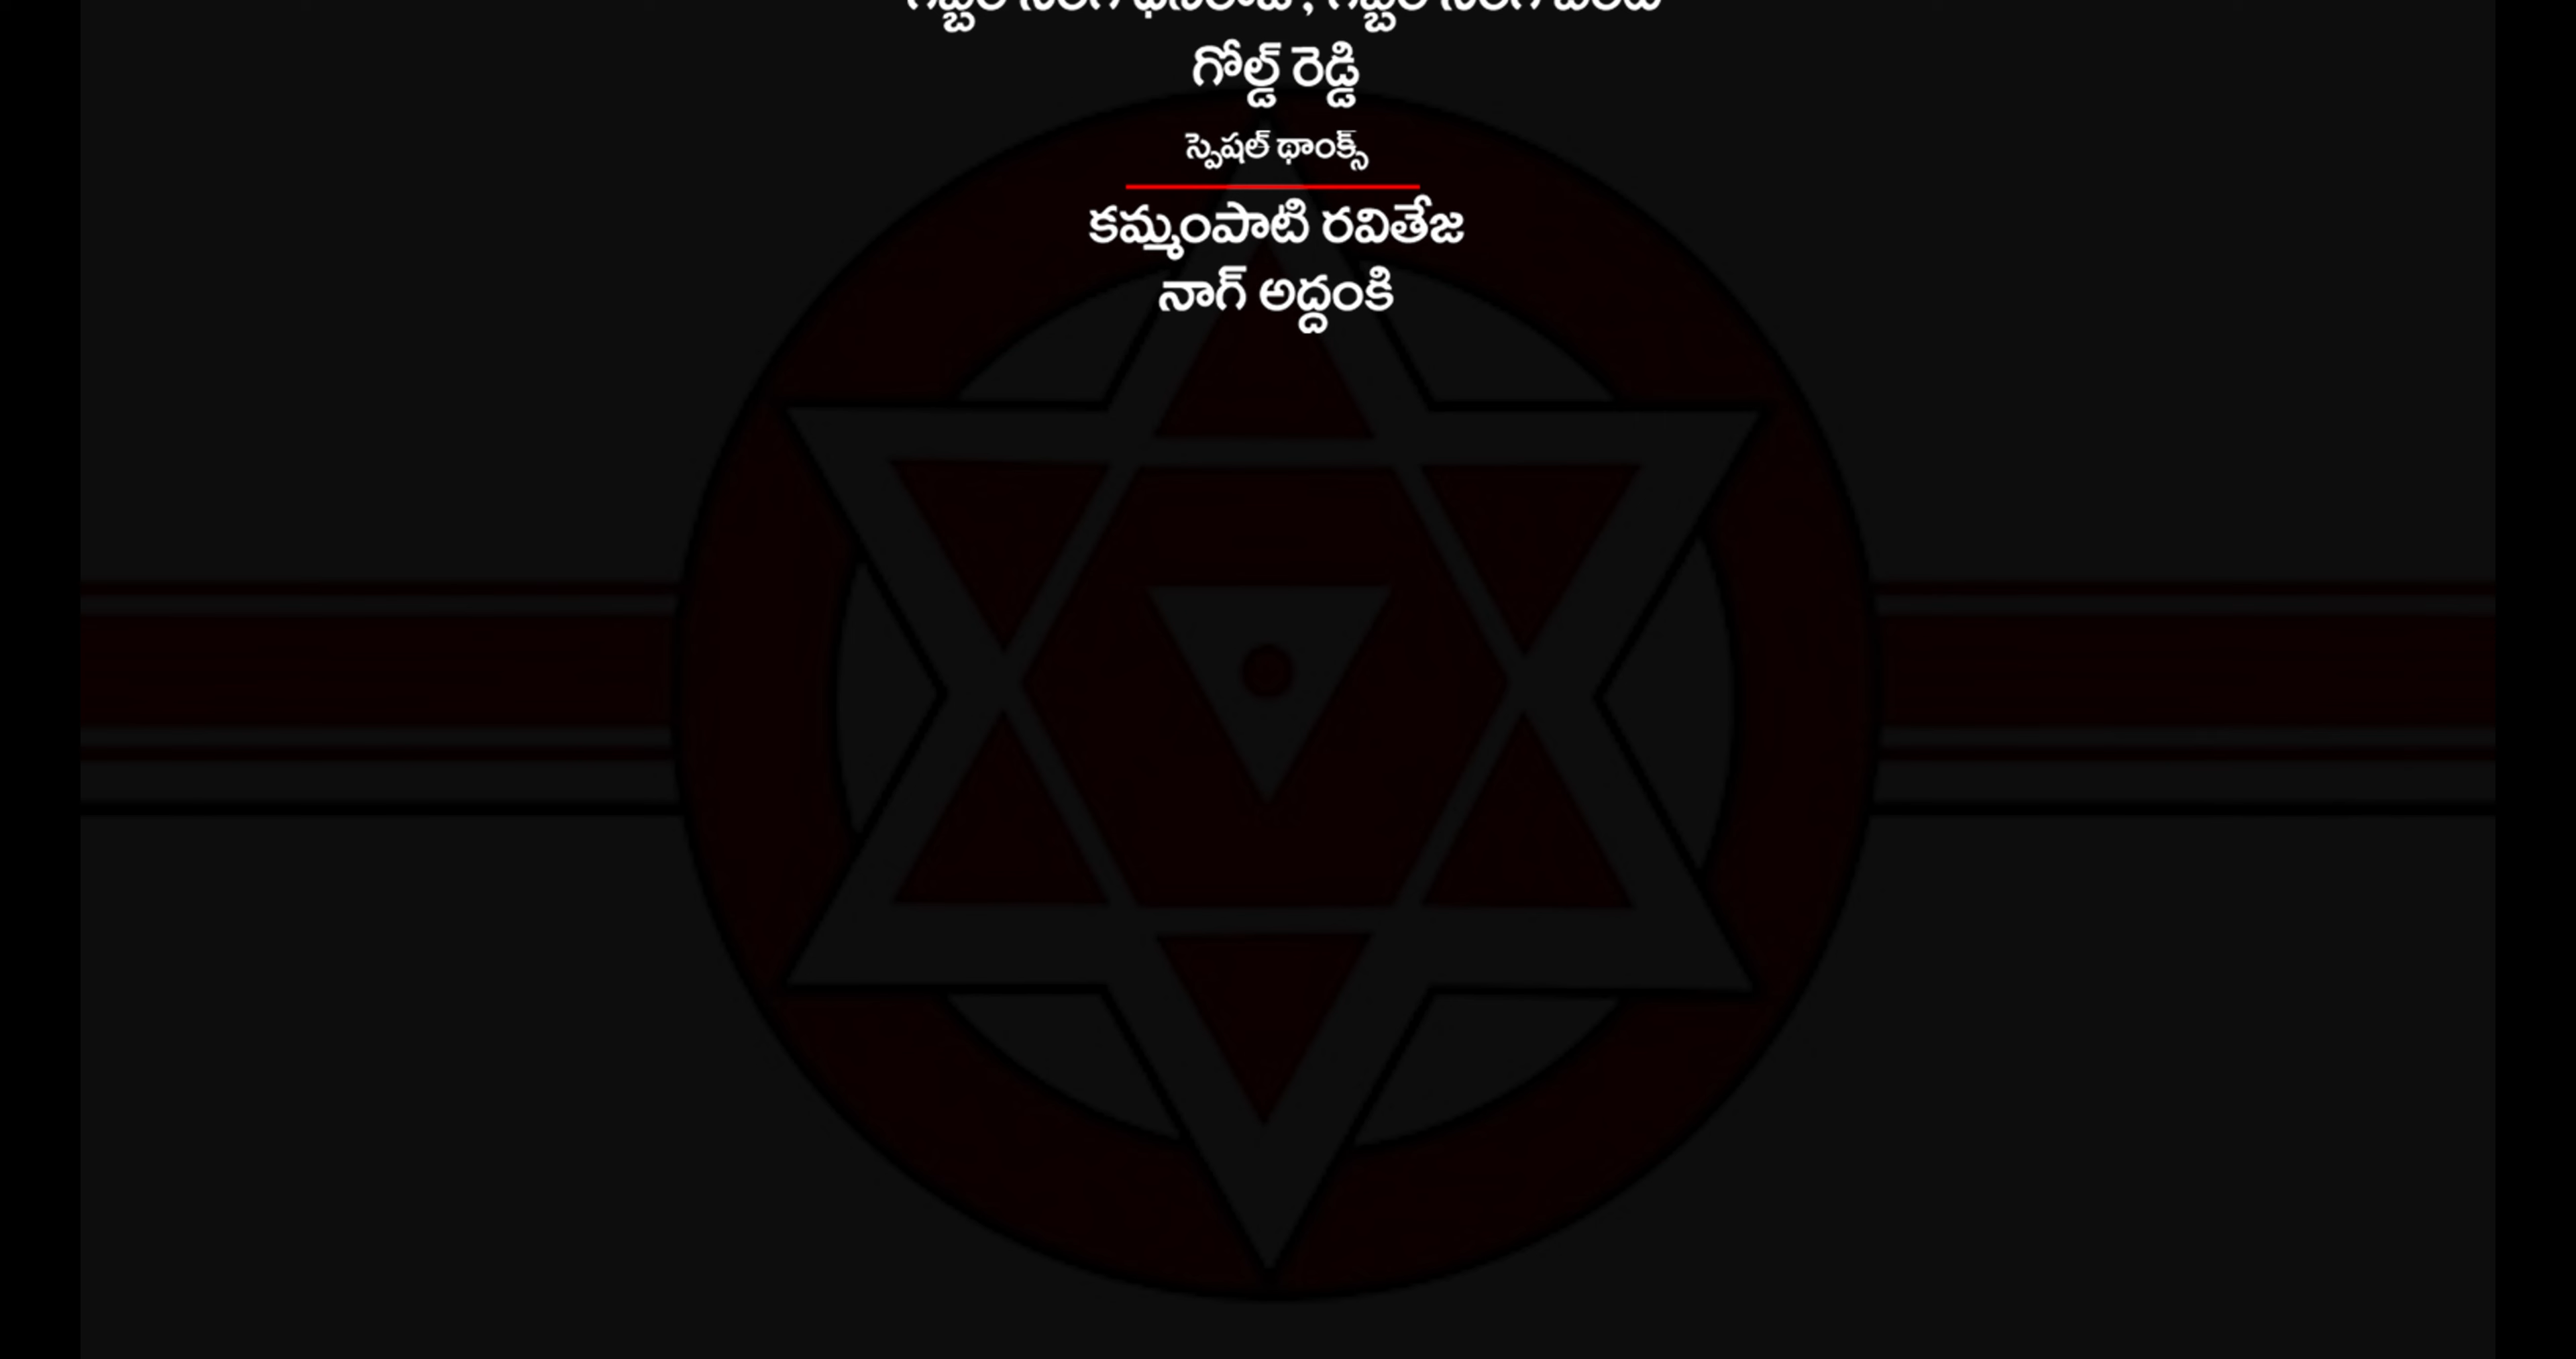 గోల్డ్ రెడ్డి
స్పెషల్ థాంక్స్
కమ్మంపాటి రవితేజ
నాగ్ అద్దంకి